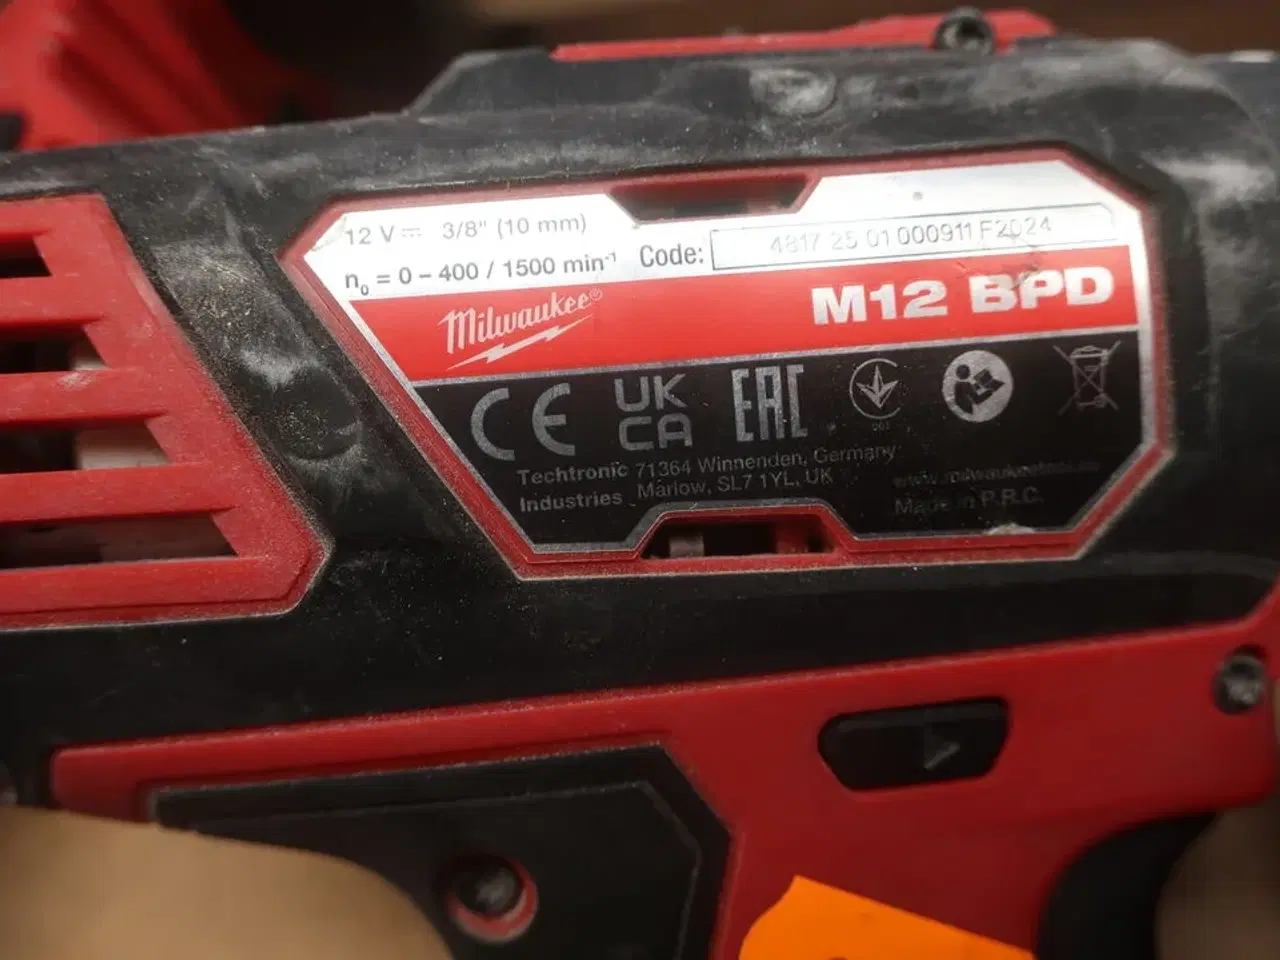 12 V ⎓ 3/8" (10 mm)
n₀ = 0 – 400 / 1500 min⁻¹
Code: 4817 25 01 000911 F2024
Milwaukee®
M12 BPD
CE UK CA EAC
Techtronic 71364 Winnenden, Germany
Industries Marlow, SL7 1YL, UK
Made in P.R.C.